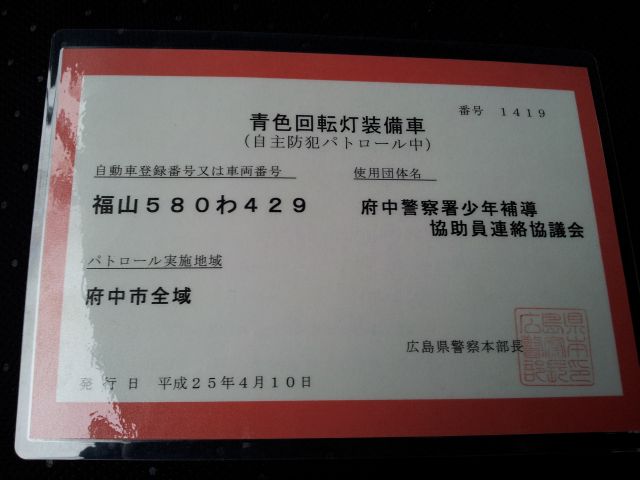 番号 1419
青色回転灯装備車
(自主防犯パトロール中)
自動車登録番号又は車両番号
使用団体名
福山580わ429
府中警察署少年補導
協助員連絡協議会
パトロール実施地域
府中市全域
広島県警察本部長
発行日 平成25年4月10日